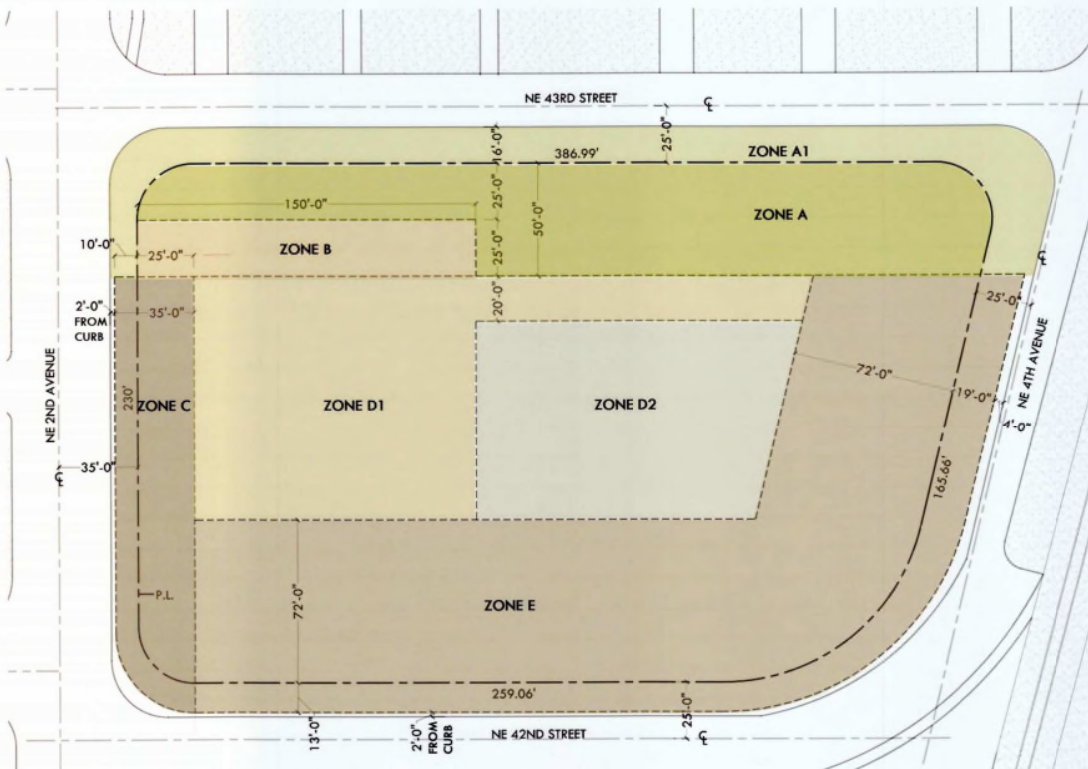 NE 43RD STREET
℄
16'-0"
386.99'
25'-0"
ZONE A1
25'-0"
50'-0"
150'-0"
ZONE A
10'-0"
25'-0"
ZONE B
25'-0"
℄
2'-0"
FROM
CURB
35'-0"
20'-0"
25'-0"
NE 2ND AVENUE
230'
ZONE C
ZONE D1
ZONE D2
72'-0"
19'-0"
4'-0"
NE 4TH AVENUE
35'-0"
℄
165.66'
P.L.
72'-0"
ZONE E
259.06'
13'-0"
2'-0"
FROM
CURB
25'-0"
NE 42ND STREET
℄